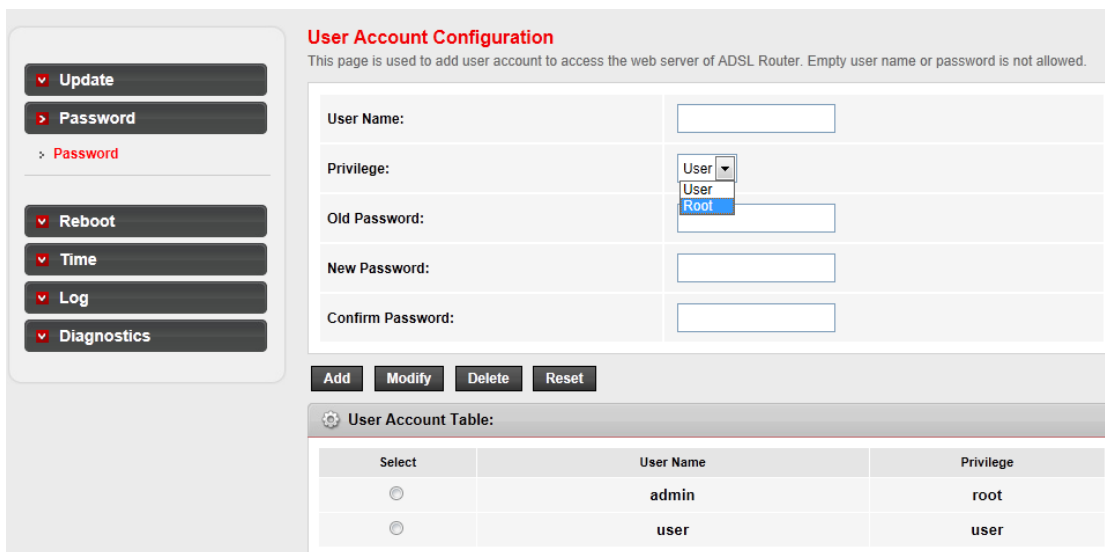 User Account Configuration
This page is used to add user account to access the web server of ADSL Router. Empty user name or password is not allowed.
Update
Password
Password
Reboot
Time
Log
Diagnostics
User Name:
Privilege: User
User
Root
Old Password:
New Password:
Confirm Password:
Add Modify Delete Reset
User Account Table:
Select User Name Privilege
admin root
user user